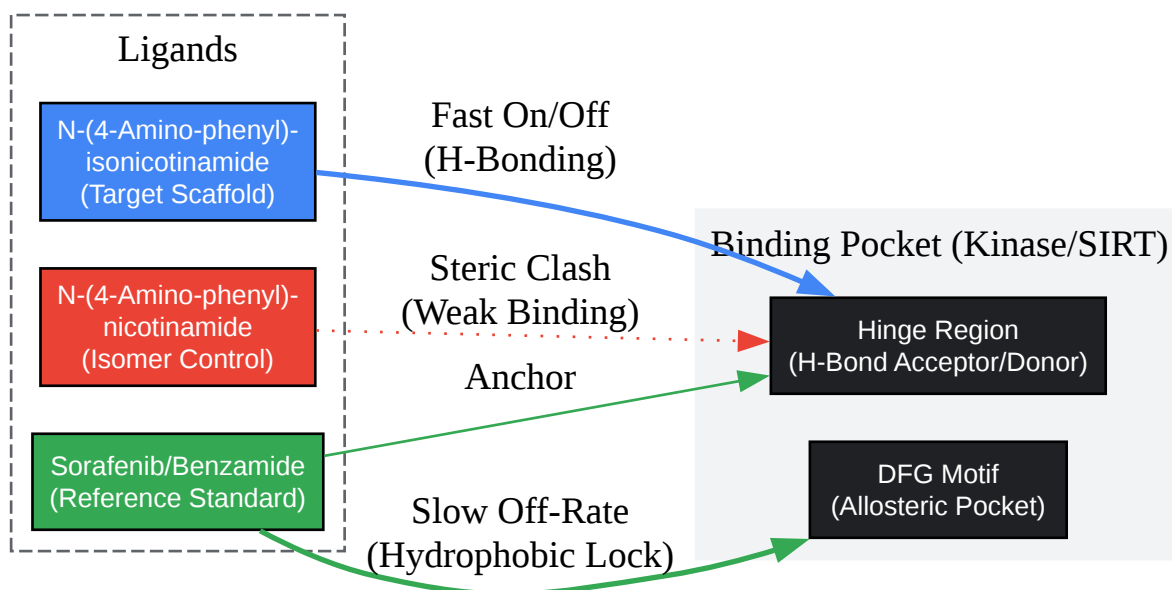 Ligands
N-(4-Amino-phenyl)-
isonicotinamide
(Target Scaffold)
N-(4-Amino-phenyl)-
nicotinamide
(Isomer Control)
Sorafenib/Benzamide
(Reference Standard)
Fast On/Off
(H-Bonding)
Steric Clash
(Weak Binding)
Anchor
Slow Off-Rate
(Hydrophobic Lock)
Binding Pocket (Kinase/SIRT)
Hinge Region
(H-Bond Acceptor/Donor)
DFG Motif
(Allosteric Pocket)